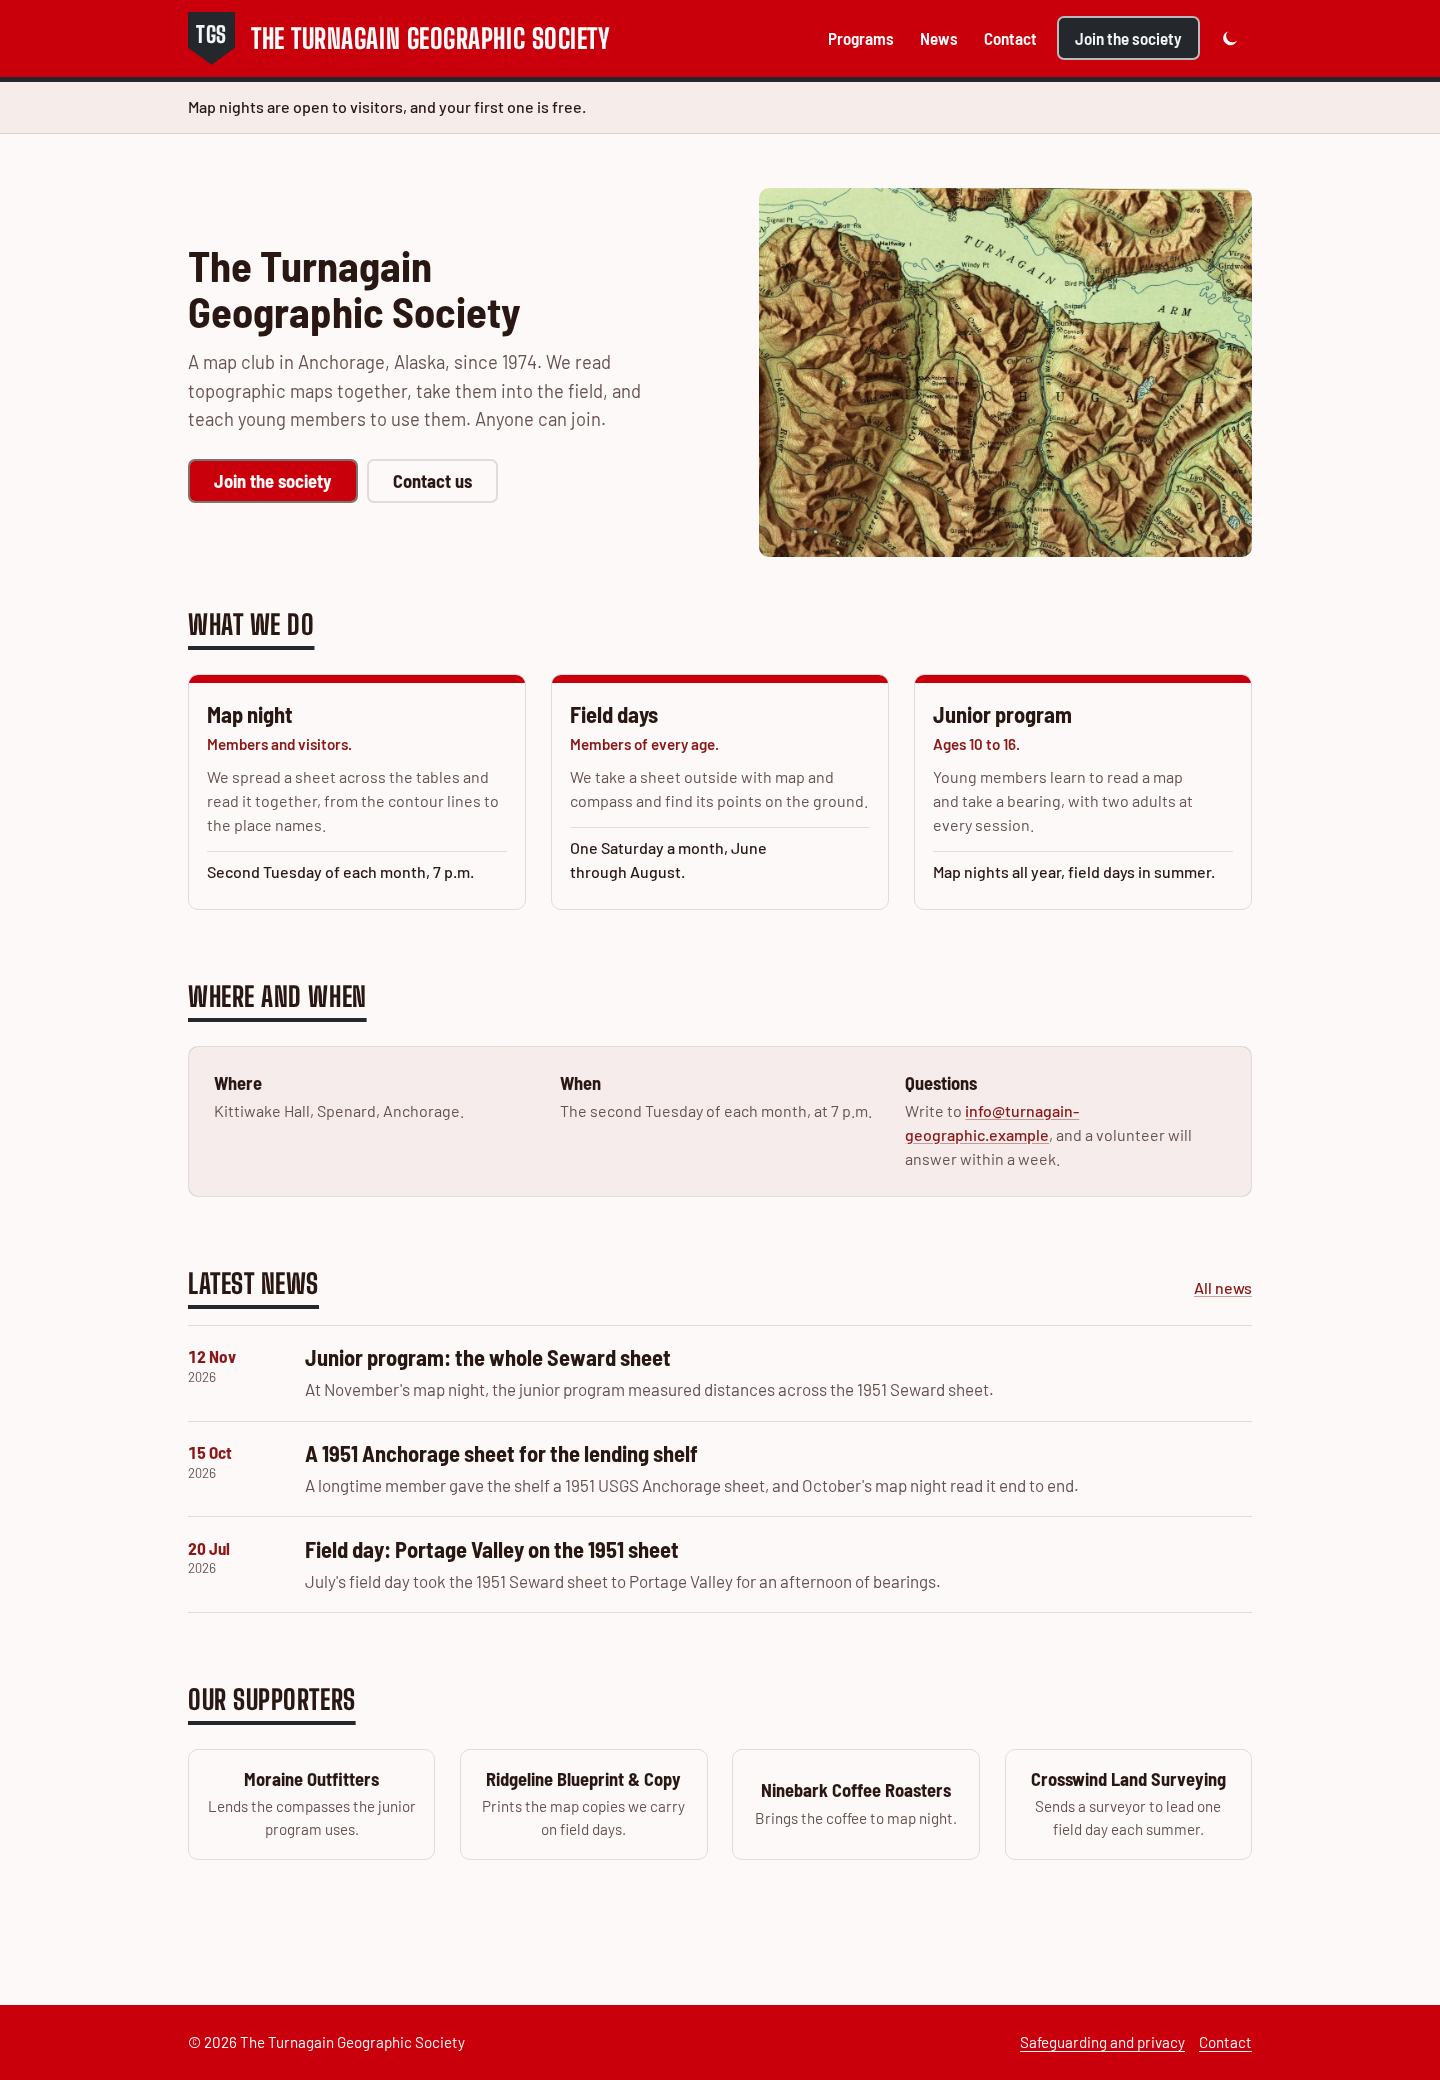 TGS
THE TURNAGAIN GEOGRAPHIC SOCIETY
Programs
News
Contact
Join the society
Map nights are open to visitors, and your first one is free.
The Turnagain
Geographic Society
A map club in Anchorage, Alaska, since 1974. We read
topographic maps together, take them into the field, and
teach young members to use them. Anyone can join.
Join the society
Contact us
Signal Pt
Halfway I
Windy Pt
Bird Pt
TURNAGAIN
ARM
CHUGACH
Girdwood
WHAT WE DO
Map night
Members and visitors.
We spread a sheet across the tables and
read it together, from the contour lines to
the place names.
Second Tuesday of each month, 7 p.m.
Field days
Members of every age.
We take a sheet outside with map and
compass and find its points on the ground.
One Saturday a month, June
through August.
Junior program
Ages 10 to 16.
Young members learn to read a map
and take a bearing, with two adults at
every session.
Map nights all year, field days in summer.
WHERE AND WHEN
Where
Kittiwake Hall, Spenard, Anchorage.
When
The second Tuesday of each month, at 7 p.m.
Questions
Write to info@turnagain-
geographic.example, and a volunteer will
answer within a week.
LATEST NEWS
All news
12 Nov
2026
Junior program: the whole Seward sheet
At November's map night, the junior program measured distances across the 1951 Seward sheet.
15 Oct
2026
A 1951 Anchorage sheet for the lending shelf
A longtime member gave the shelf a 1951 USGS Anchorage sheet, and October's map night read it end to end.
20 Jul
2026
Field day: Portage Valley on the 1951 sheet
July's field day took the 1951 Seward sheet to Portage Valley for an afternoon of bearings.
OUR SUPPORTERS
Moraine Outfitters
Lends the compasses the junior
program uses.
Ridgeline Blueprint & Copy
Prints the map copies we carry
on field days.
Ninebark Coffee Roasters
Brings the coffee to map night.
Crosswind Land Surveying
Sends a surveyor to lead one
field day each summer.
© 2026 The Turnagain Geographic Society
Safeguarding and privacy
Contact